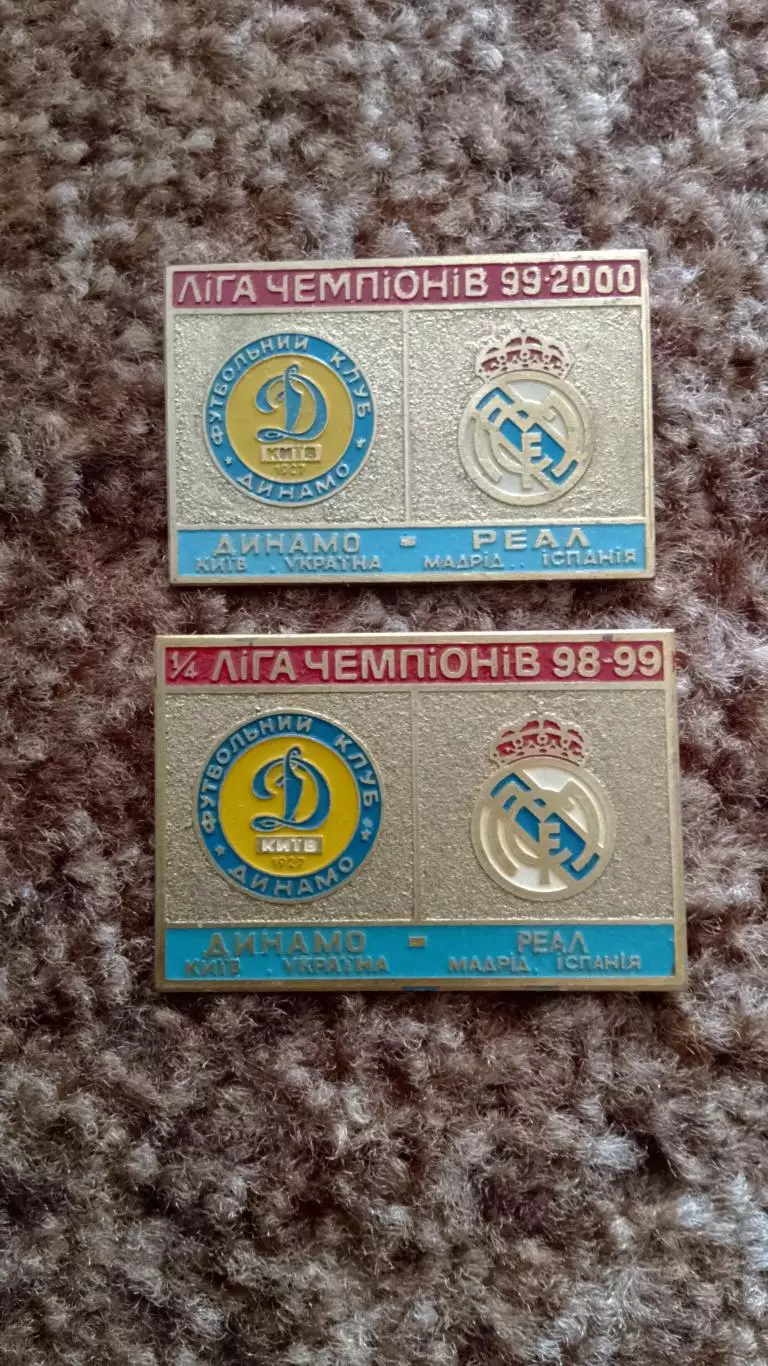 ЛіГА ЧЕМПіОНіВ 99-2000
ФУТБОЛЬНИЙ КЛУБ
Д
КИЇВ
1927
ДИНАМО
ДИНАМО - РЕАЛ
КИЇВ . УКРАЇНА МАДРІД . . ІСПАНІЯ
1/4 ЛіГА ЧЕМПіОНіВ 98-99
ФУТБОЛЬНИЙ КЛУБ
Д
КИЇВ
1927
ДИНАМО
ДИНАМО - РЕАЛ
КИЇВ . УКРАЇНА МАДРІД . ІСПАНІЯ